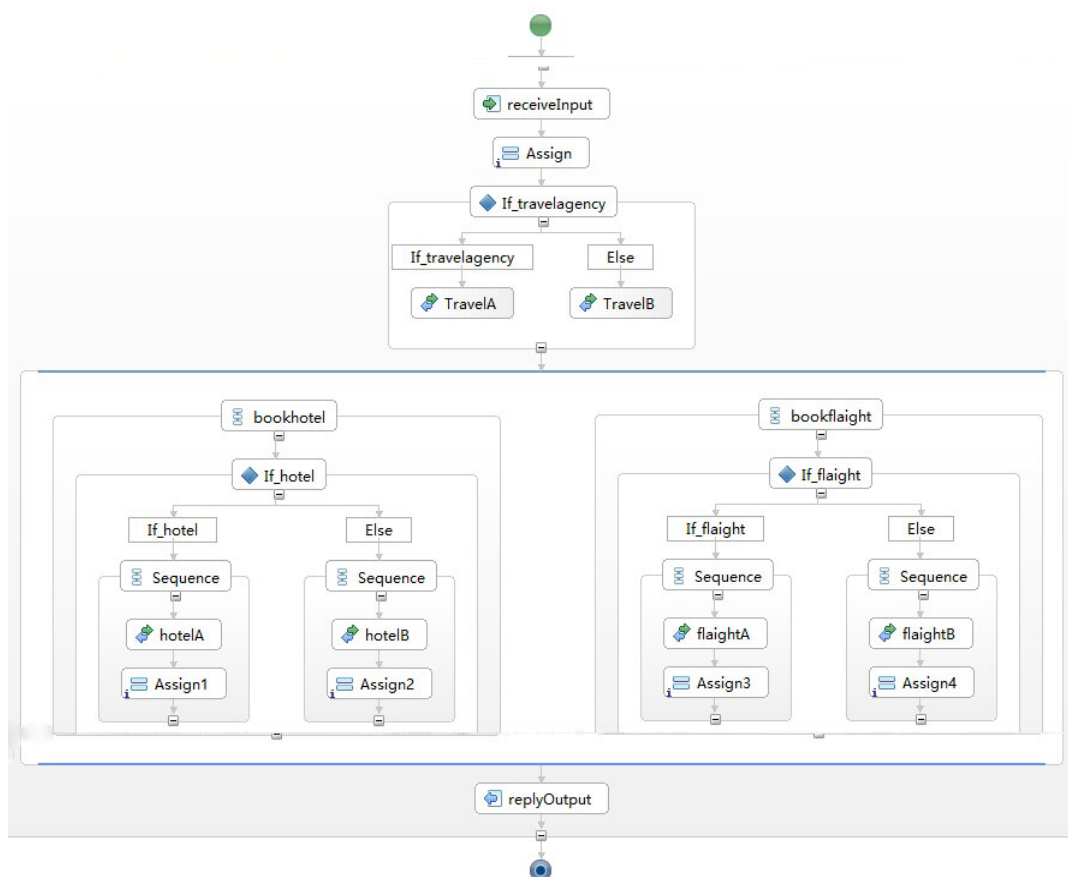 receiveInput
Assign
If_travelagency
If_travelagency Else
TravelA TravelB
bookhotel bookflaight
If_hotel If_flaight
If_hotel Else If_flaight Else
Sequence Sequence Sequence Sequence
hotelA hotelB flaightA flaightB
Assign1 Assign2 Assign3 Assign4
replyOutput